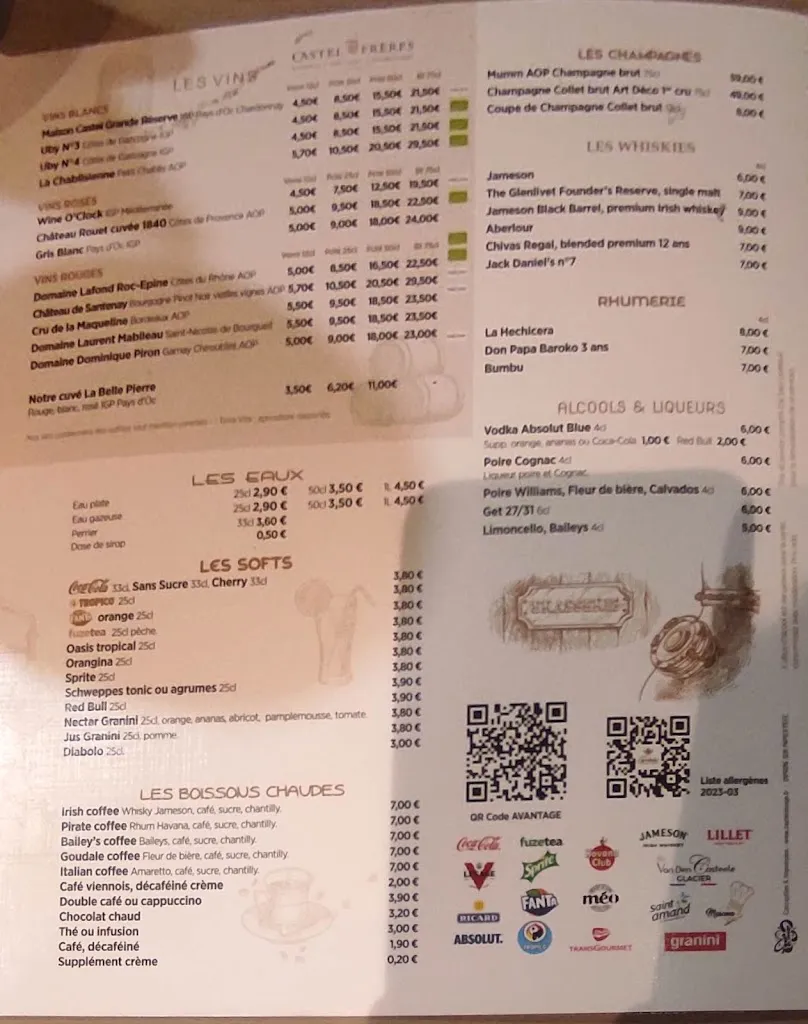 CASTEL FRÈRES
LES VINS
VINS BLANCS
Maison Castel Grande Réserve IGP Pays d'Oc Chardonnay 4,50€ 8,50€ 15,50€ 21,50€
Uby N°3 Côtes de Gascogne IGP 4,50€ 8,50€ 15,50€ 21,50€
Uby N°4 Côtes de Gascogne IGP 4,50€ 8,50€ 15,50€ 21,50€
La Chablisienne Petit Chablis AOP 5,70€ 10,50€ 20,50€ 29,50€
VINS ROSÉS
Wine O'Clock IGP Méditerranée 4,50€ 7,50€ 12,50€ 19,50€
Château Rouet cuvée 1840 Côtes de Provence AOP 5,00€ 9,50€ 18,50€ 22,50€
Gris Blanc Pays d'Oc IGP 5,00€ 9,00€ 18,00€ 24,00€
VINS ROUGES
Domaine Lafond Roc-Epine Côtes du Rhône AOP 5,00€ 8,50€ 16,50€ 22,50€
Château de Santenay Bourgogne Pinot Noir vieilles vignes AOP 5,70€ 10,50€ 20,50€ 29,50€
Cru de la Maqueline Bordeaux AOP 5,50€ 9,50€ 18,50€ 23,50€
Domaine Laurent Mabileau Saint-Nicolas de Bourgueil 5,50€ 9,50€ 18,50€ 23,50€
Domaine Dominique Piron Gamay Chiroubles AOP 5,00€ 9,00€ 18,00€ 23,00€
Notre cuvé La Belle Pierre 3,50€ 6,20€ 11,00€
Rouge, blanc, rosé IGP Pays d'Oc
LES EAUX
Eau plate 25cl 2,90 € 50cl 3,50 € 1L 4,50 €
Eau gazeuse 25cl 2,90 € 50cl 3,50 € 1L 4,50 €
Perrier 33cl 3,60 €
Dose de sirop 0,50 €
LES SOFTS
Coca-Cola 33cl, Sans Sucre 33cl, Cherry 33cl 3,80 €
TROPICO 25cl 3,80 €
FANTA orange 25cl 3,80 €
fuzetea 25cl pêche 3,80 €
Oasis tropical 25cl 3,80 €
Orangina 25cl 3,80 €
Sprite 25cl 3,80 €
Schweppes tonic ou agrumes 25cl 3,90 €
Red Bull 25cl 3,90 €
Nectar Granini 25cl, orange, ananas, abricot, pamplemousse, tomate. 3,80 €
Jus Granini 25cl, pomme. 3,80 €
Diabolo 25cl 3,00 €
LES BOISSONS CHAUDES
Irish coffee Whisky Jameson, café, sucre, chantilly. 7,00 €
Pirate coffee Rhum Havana, café, sucre, chantilly. 7,00 €
Bailey's coffee Baileys, café, sucre, chantilly. 7,00 €
Goudale coffee Fleur de bière, café, sucre, chantilly. 7,00 €
Italian coffee Amaretto, café, sucre, chantilly. 7,00 €
Café viennois, décaféiné crème 2,00 €
Double café ou cappuccino 3,90 €
Chocolat chaud 3,20 €
Thé ou infusion 3,00 €
Café, décaféiné 1,90 €
Supplément crème 0,20 €
LES CHAMPAGNES
Mumm AOP Champagne brut 75cl 59,00 €
Champagne Collet brut Art Déco 1er cru 75cl 49,00 €
Coupe de Champagne Collet brut 8,00 €
LES WHISKIES
4cl
Jameson 6,00 €
The Glenlivet Founder's Reserve, single malt 7,00 €
Jameson Black Barrel, premium Irish whiskey 9,00 €
Aberlour 9,00 €
Chivas Regal, blended premium 12 ans 7,00 €
Jack Daniel's n°7 7,00 €
RHUMERIE
4cl
La Hechicera 8,00 €
Don Papa Baroko 3 ans 7,00 €
Bumbu 7,00 €
ALCOOLS & LIQUEURS
Vodka Absolut Blue 4cl 6,00 €
Supp. orange, ananas ou Coca-Cola 1,00 € Red Bull 2,00 €
Poire Cognac 4cl 6,00 €
Liqueur poire et Cognac.
Poire Williams, Fleur de bière, Calvados 4cl 6,00 €
Get 27/31 6cl 6,00 €
Limoncello, Baileys 4cl 5,00 €
BRASSERIE
QR Code AVANTAGE
Liste allergènes
2023-03
Coca-Cola
fuzetea
Havana Club
JAMESON
LILLET
Sprite
Van Den Casteele
GLACIER
RICARD
FANTA
méo
saint amand
ABSOLUT.
TRANSGOURMET
granini